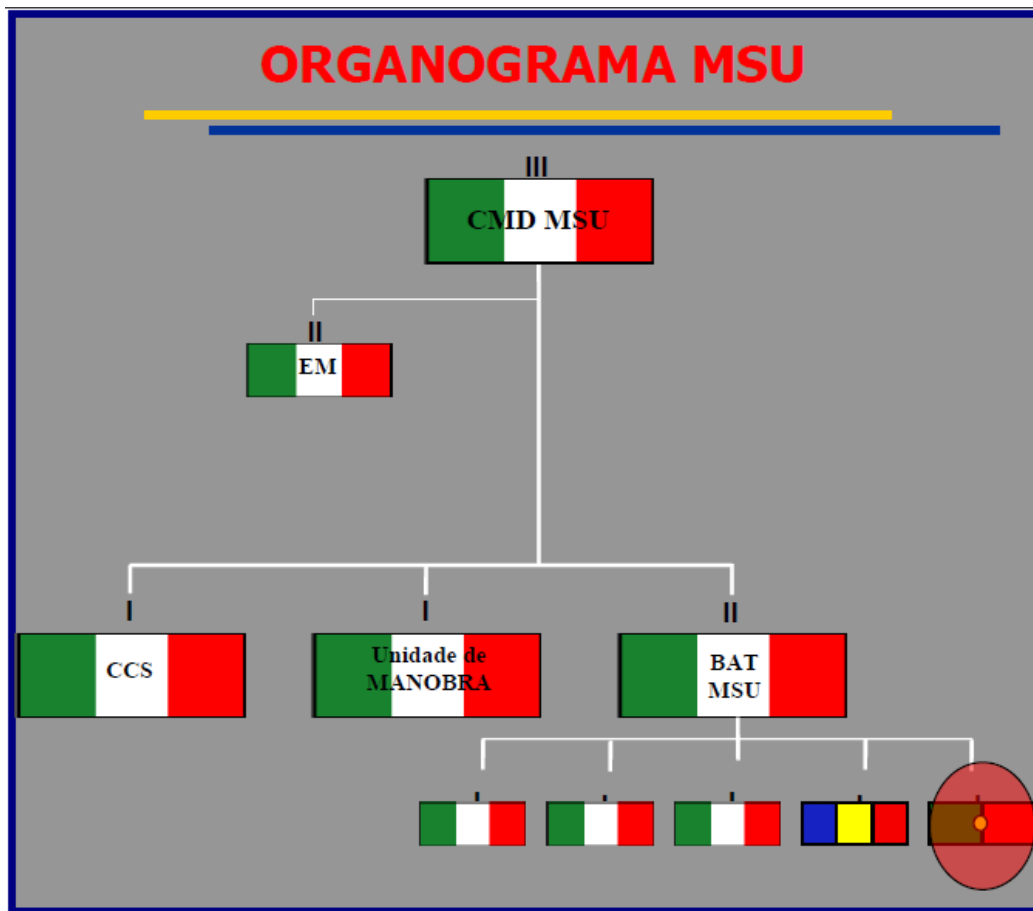 ORGANOGRAMA MSU
III
CMD MSU
II
EM
I
I
II
CCS
Unidade de
MANOBRA
BAT
MSU
I
I
I
I
I